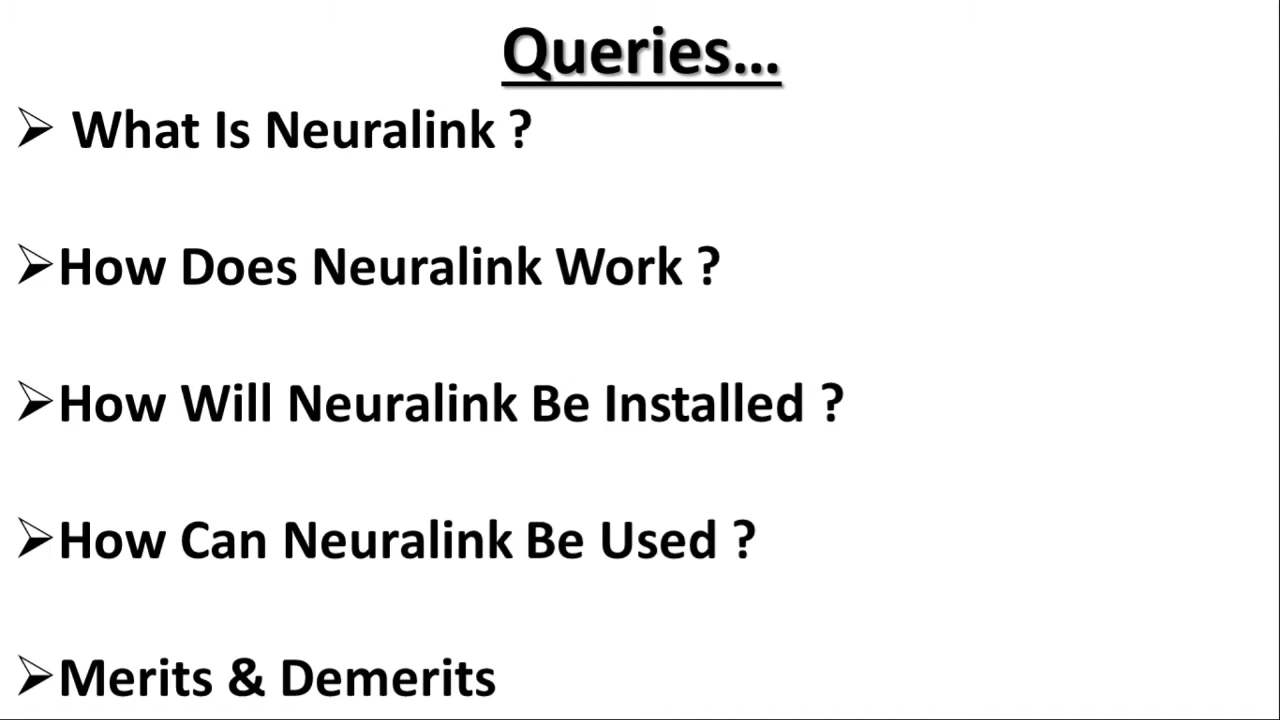 Queries...
➢ What Is Neuralink ?
➢How Does Neuralink Work ?
➢How Will Neuralink Be Installed ?
➢How Can Neuralink Be Used ?
➢Merits & Demerits